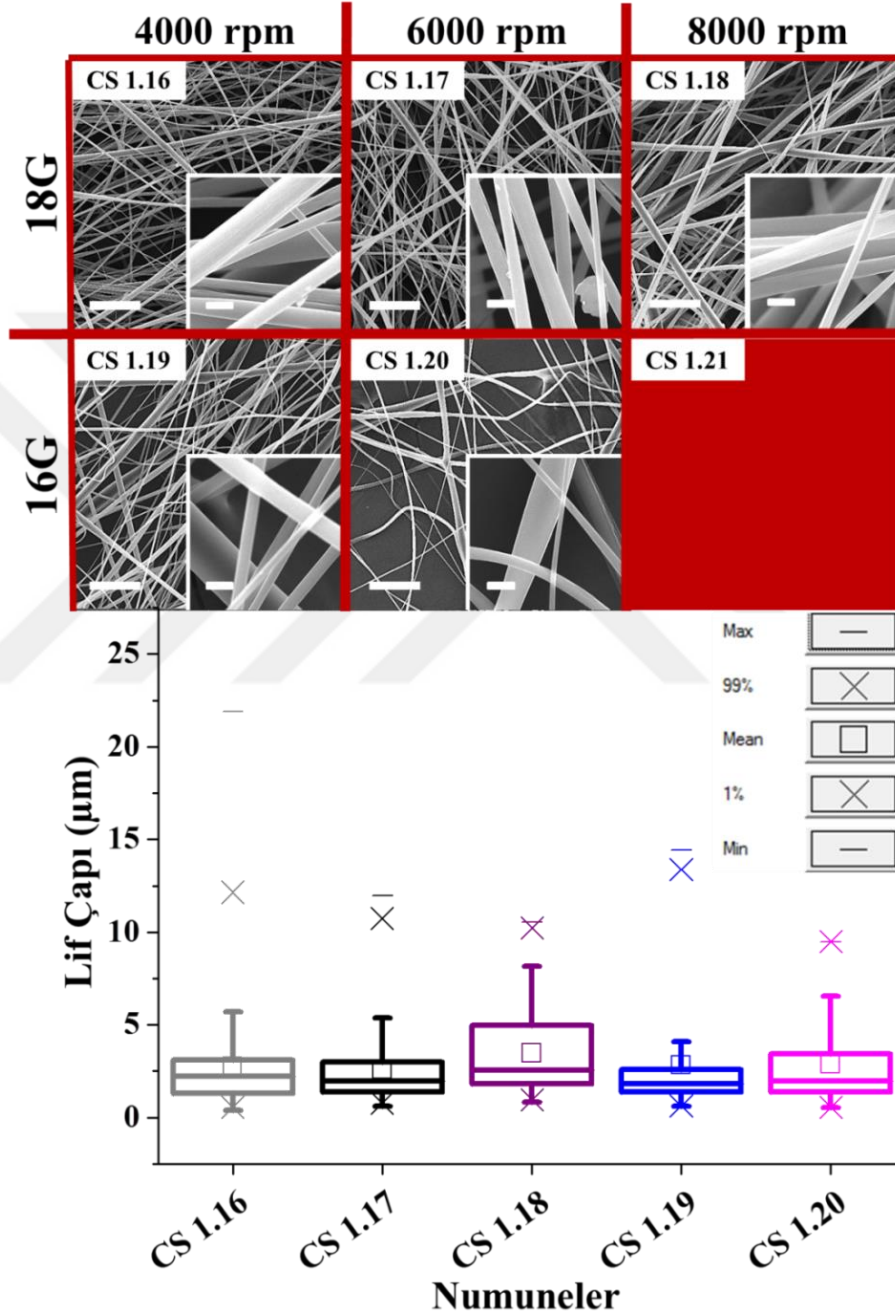 4000 rpm 6000 rpm 8000 rpm
18G
CS 1.16 CS 1.17 CS 1.18
16G
CS 1.19 CS 1.20 CS 1.21
Max
99%
Mean
1%
Min
Lif Çapı (µm)
25
20
15
10
5
0
CS 1.16 CS 1.17 CS 1.18 CS 1.19 CS 1.20
Numuneler